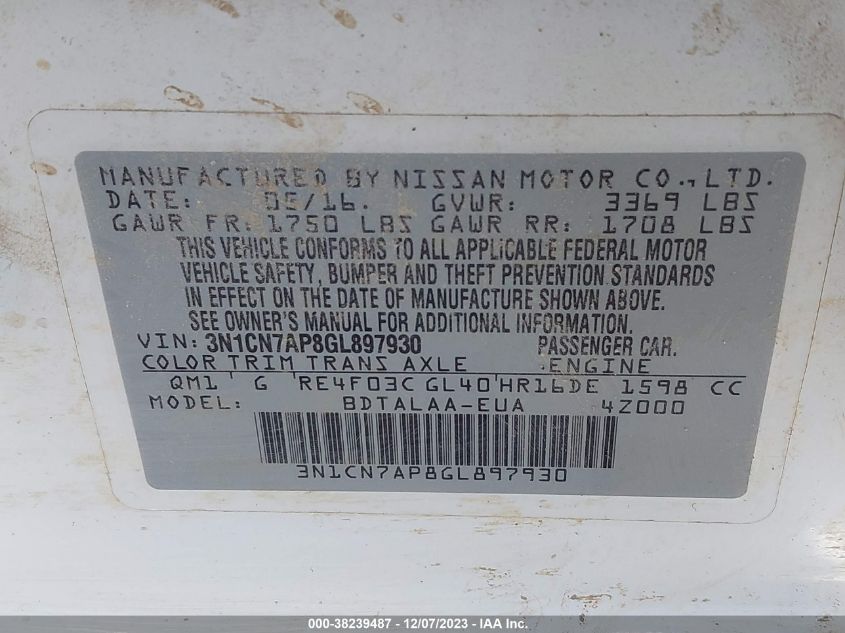 MANUFACTURED BY NISSAN MOTOR CO., LTD.
DATE: 05/16. GVWR: 3369 LBS
GAWR FR: 1750 LBS GAWR RR: 1708 LBS
THIS VEHICLE CONFORMS TO ALL APPLICABLE FEDERAL MOTOR
VEHICLE SAFETY, BUMPER AND THEFT PREVENTION STANDARDS
IN EFFECT ON THE DATE OF MANUFACTURE SHOWN ABOVE.
SEE OWNER'S MANUAL FOR ADDITIONAL INFORMATION.
VIN: 3N1CN7AP8GL897930 PASSENGER CAR.
COLOR TRIM TRANS AXLE ENGINE
QM1 G RE4F03C GL40 HR16DE 1598 CC
MODEL: BDTALAA-EUA 4Z000
3N1CN7AP8GL897930
000-38239487 - 12/07/2023 - IAA Inc.